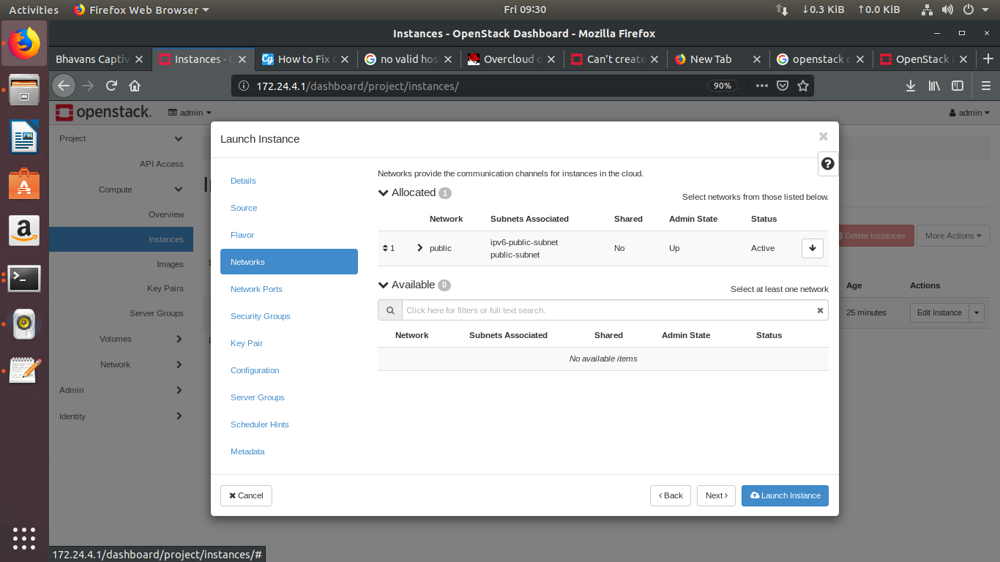 Activities Firefox Web Browser Fri 09:30 ↓0.3 KiB ↑0.0 KiB
Instances - OpenStack Dashboard - Mozilla Firefox
Bhavans Captiv Instances - O How to Fix no valid hos Overcloud d Can't create New Tab openstack c OpenStack
172.24.4.1/dashboard/project/instances/ 90%
openstack. admin admin
Project
API Access
Compute
Overview
Instances
Images
Key Pairs
Server Groups
Volumes
Network
Admin
Identity
Launch Instance
Details
Source
Flavor
Networks
Network Ports
Security Groups
Key Pair
Configuration
Server Groups
Scheduler Hints
Metadata
Networks provide the communication channels for instances in the cloud.
Allocated 1 Select networks from those listed below.
Network Subnets Associated Shared Admin State Status
1 public ipv6-public-subnet No Up Active
public-subnet
Available 0 Select at least one network
Click here for filters or full text search.
Network Subnets Associated Shared Admin State Status
No available items
Cancel Back Next Launch Instance
Delete Instances More Actions
Age Actions
25 minutes Edit Instance
172.24.4.1/dashboard/project/instances/#